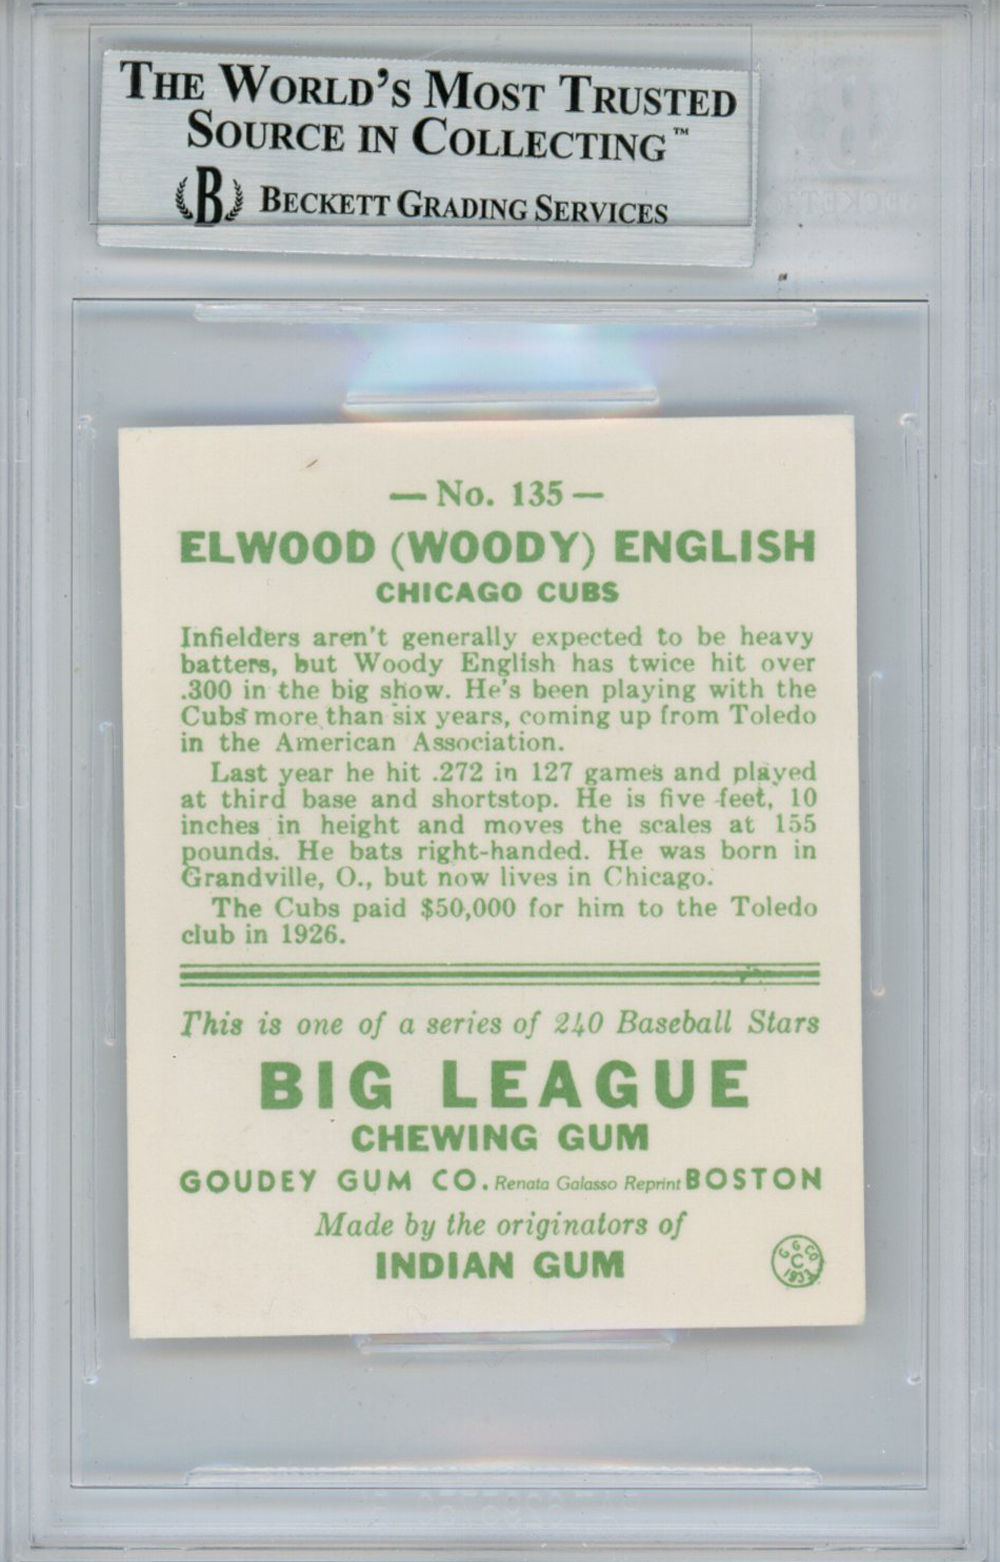 THE WORLD'S MOST TRUSTED
SOURCE IN COLLECTING™
B BECKETT GRADING SERVICES
— No. 135 —
ELWOOD (WOODY) ENGLISH
CHICAGO CUBS
Infielders aren't generally expected to be heavy
batters, but Woody English has twice hit over
.300 in the big show. He's been playing with the
Cubs more than six years, coming up from Toledo
in the American Association.
Last year he hit .272 in 127 games and played
at third base and shortstop. He is five feet, 10
inches in height and moves the scales at 155
pounds. He bats right-handed. He was born in
Grandville, O., but now lives in Chicago.
The Cubs paid $50,000 for him to the Toledo
club in 1926.
This is one of a series of 240 Baseball Stars
BIG LEAGUE
CHEWING GUM
GOUDEY GUM CO. Renata Galasso Reprint BOSTON
Made by the originators of
INDIAN GUM
G G CO
C
1933